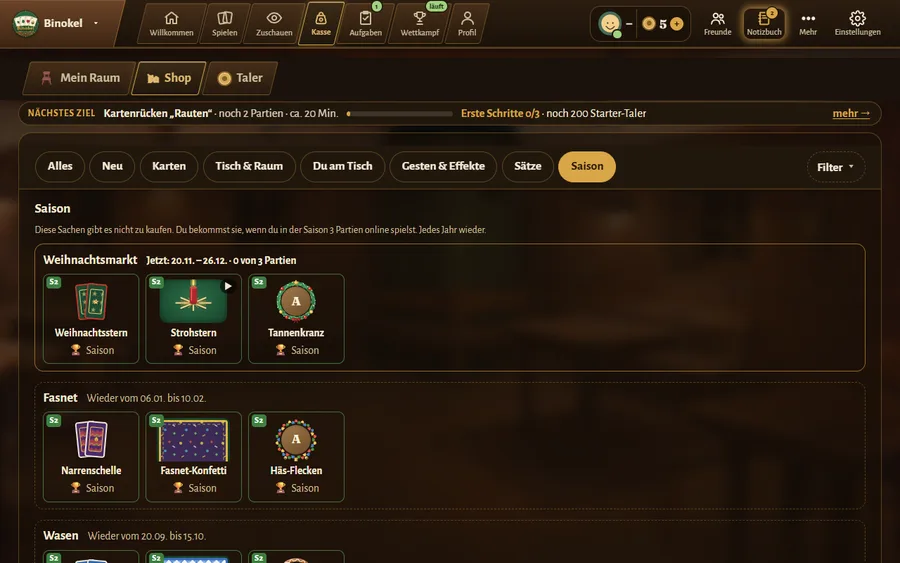 Binokel
Willkommen
Spielen
Zuschauen
Kasse
1
Aufgaben
läuft
Wettkampf
Profil
–
5
+
Freunde
2
Notizbuch
Mehr
Einstellungen
Mein Raum
Shop
Taler
NÄCHSTES ZIEL Kartenrücken „Rauten“ · noch 2 Partien · ca. 20 Min. Erste Schritte 0/3 · noch 200 Starter-Taler mehr →
Alles
Neu
Karten
Tisch & Raum
Du am Tisch
Gesten & Effekte
Sätze
Saison
Filter
Saison
Diese Sachen gibt es nicht zu kaufen. Du bekommst sie, wenn du in der Saison 3 Partien online spielst. Jedes Jahr wieder.
Weihnachtsmarkt Jetzt: 20.11. – 26.12. · 0 von 3 Partien
S2 S2 S2
A
Weihnachtsstern Strohstern Tannenkranz
Saison Saison Saison
Fasnet Wieder vom 06.01. bis 10.02.
S2 S2 S2
A
Narrenschelle Fasnet-Konfetti Häs-Flecken
Saison Saison Saison
Wasen Wieder vom 20.09. bis 15.10.
S2 S2 S2